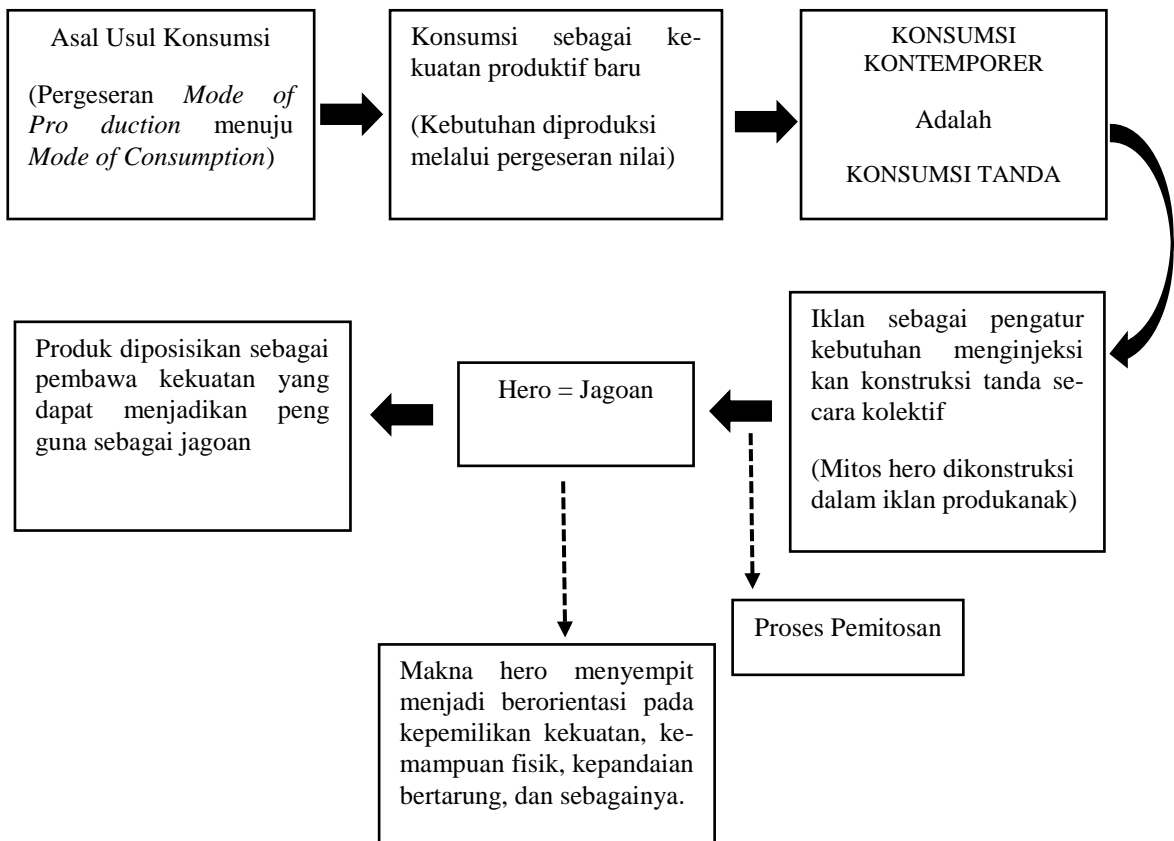 Asal Usul Konsumsi
(Pergeseran Mode of
Pro duction menuju
Mode of Consumption)
Konsumsi sebagai ke-
kuatan produktif baru
(Kebutuhan diproduksi
melalui pergeseran nilai)
KONSUMSI
KONTEMPORER
Adalah
KONSUMSI TANDA
Iklan sebagai pengatur
kebutuhan menginjeksi
kan konstruksi tanda se-
cara kolektif
(Mitos hero dikonstruksi
dalam iklan produkanak)
Hero = Jagoan
Produk diposisikan sebagai
pembawa kekuatan yang
dapat menjadikan peng
guna sebagai jagoan
Proses Pemitosan
Makna hero menyempit
menjadi berorientasi pada
kepemilikan kekuatan, ke-
mampuan fisik, kepandaian
bertarung, dan sebagainya.